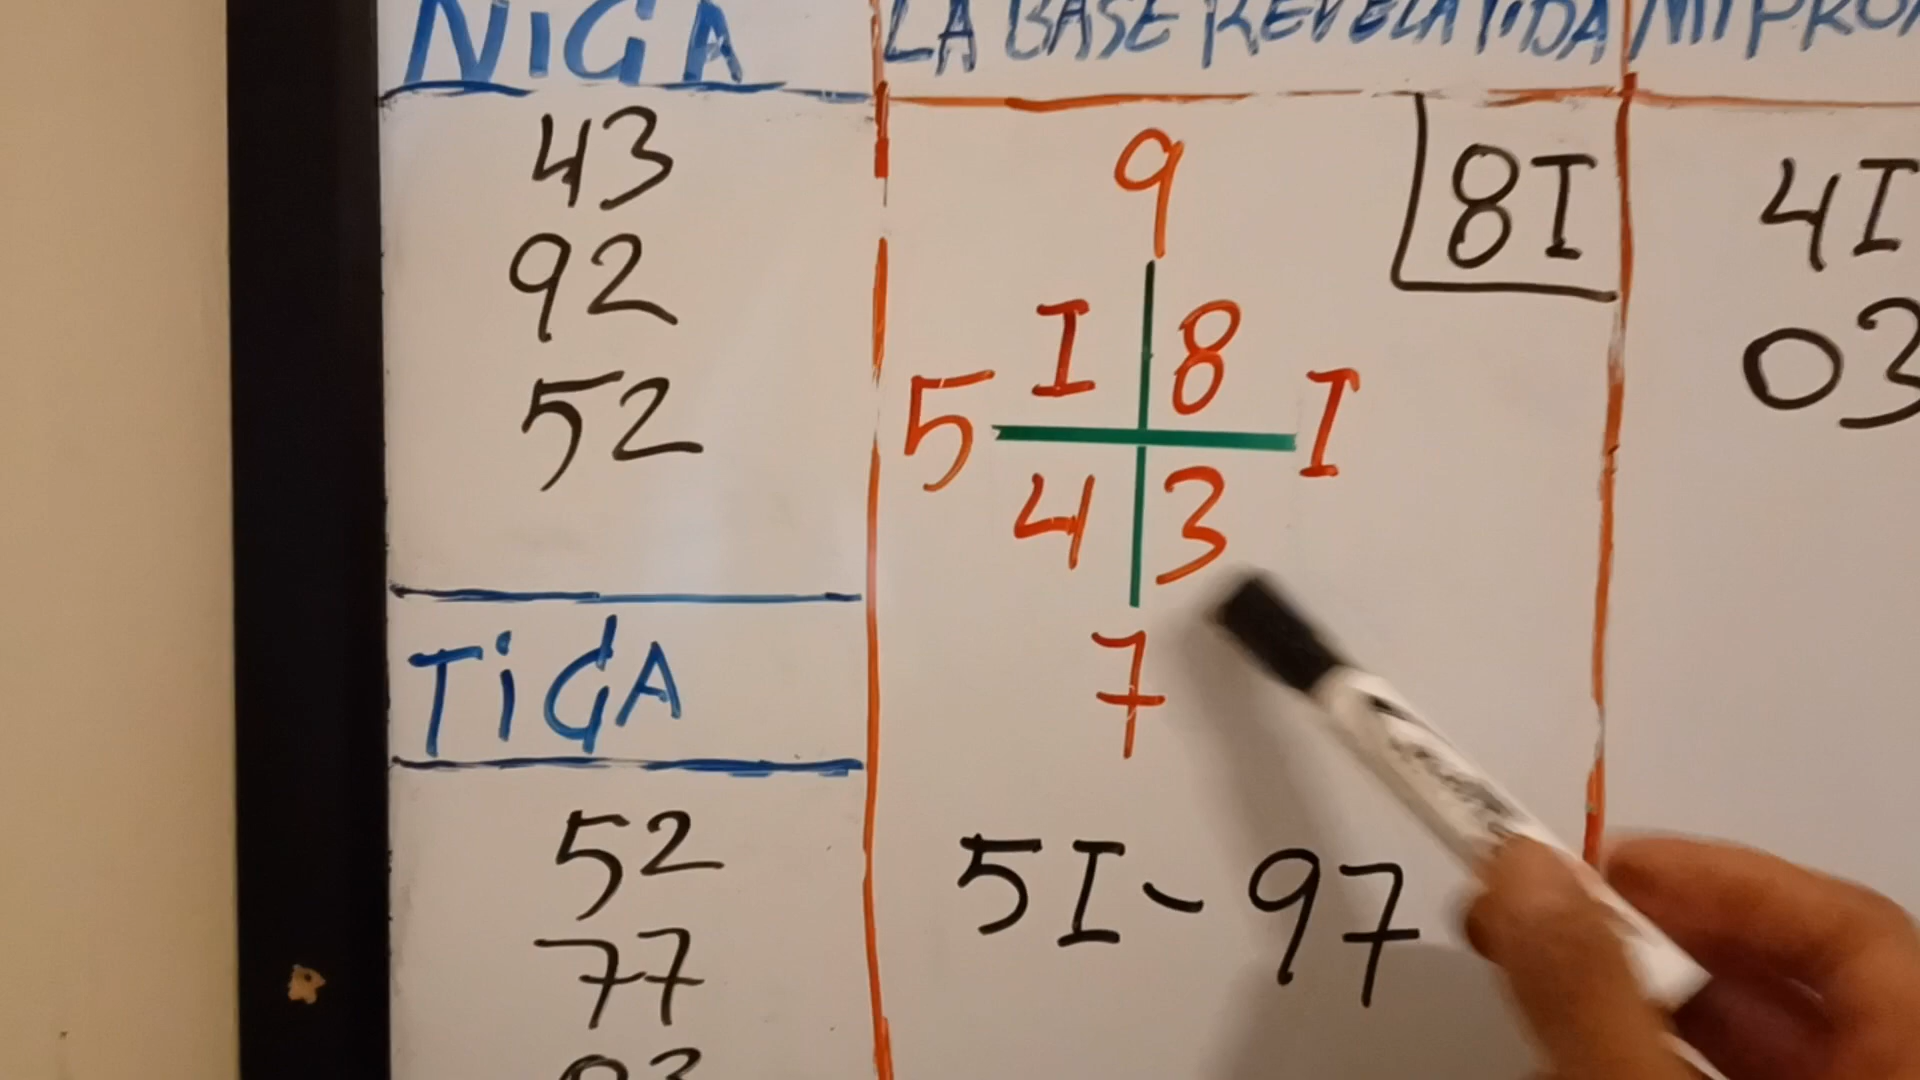 NiGA
43
92
52
TiGA
52
77
LA BASE REVELATIDA
9
8I
I 8
5 I
4 3
7
5I - 97
4I
03